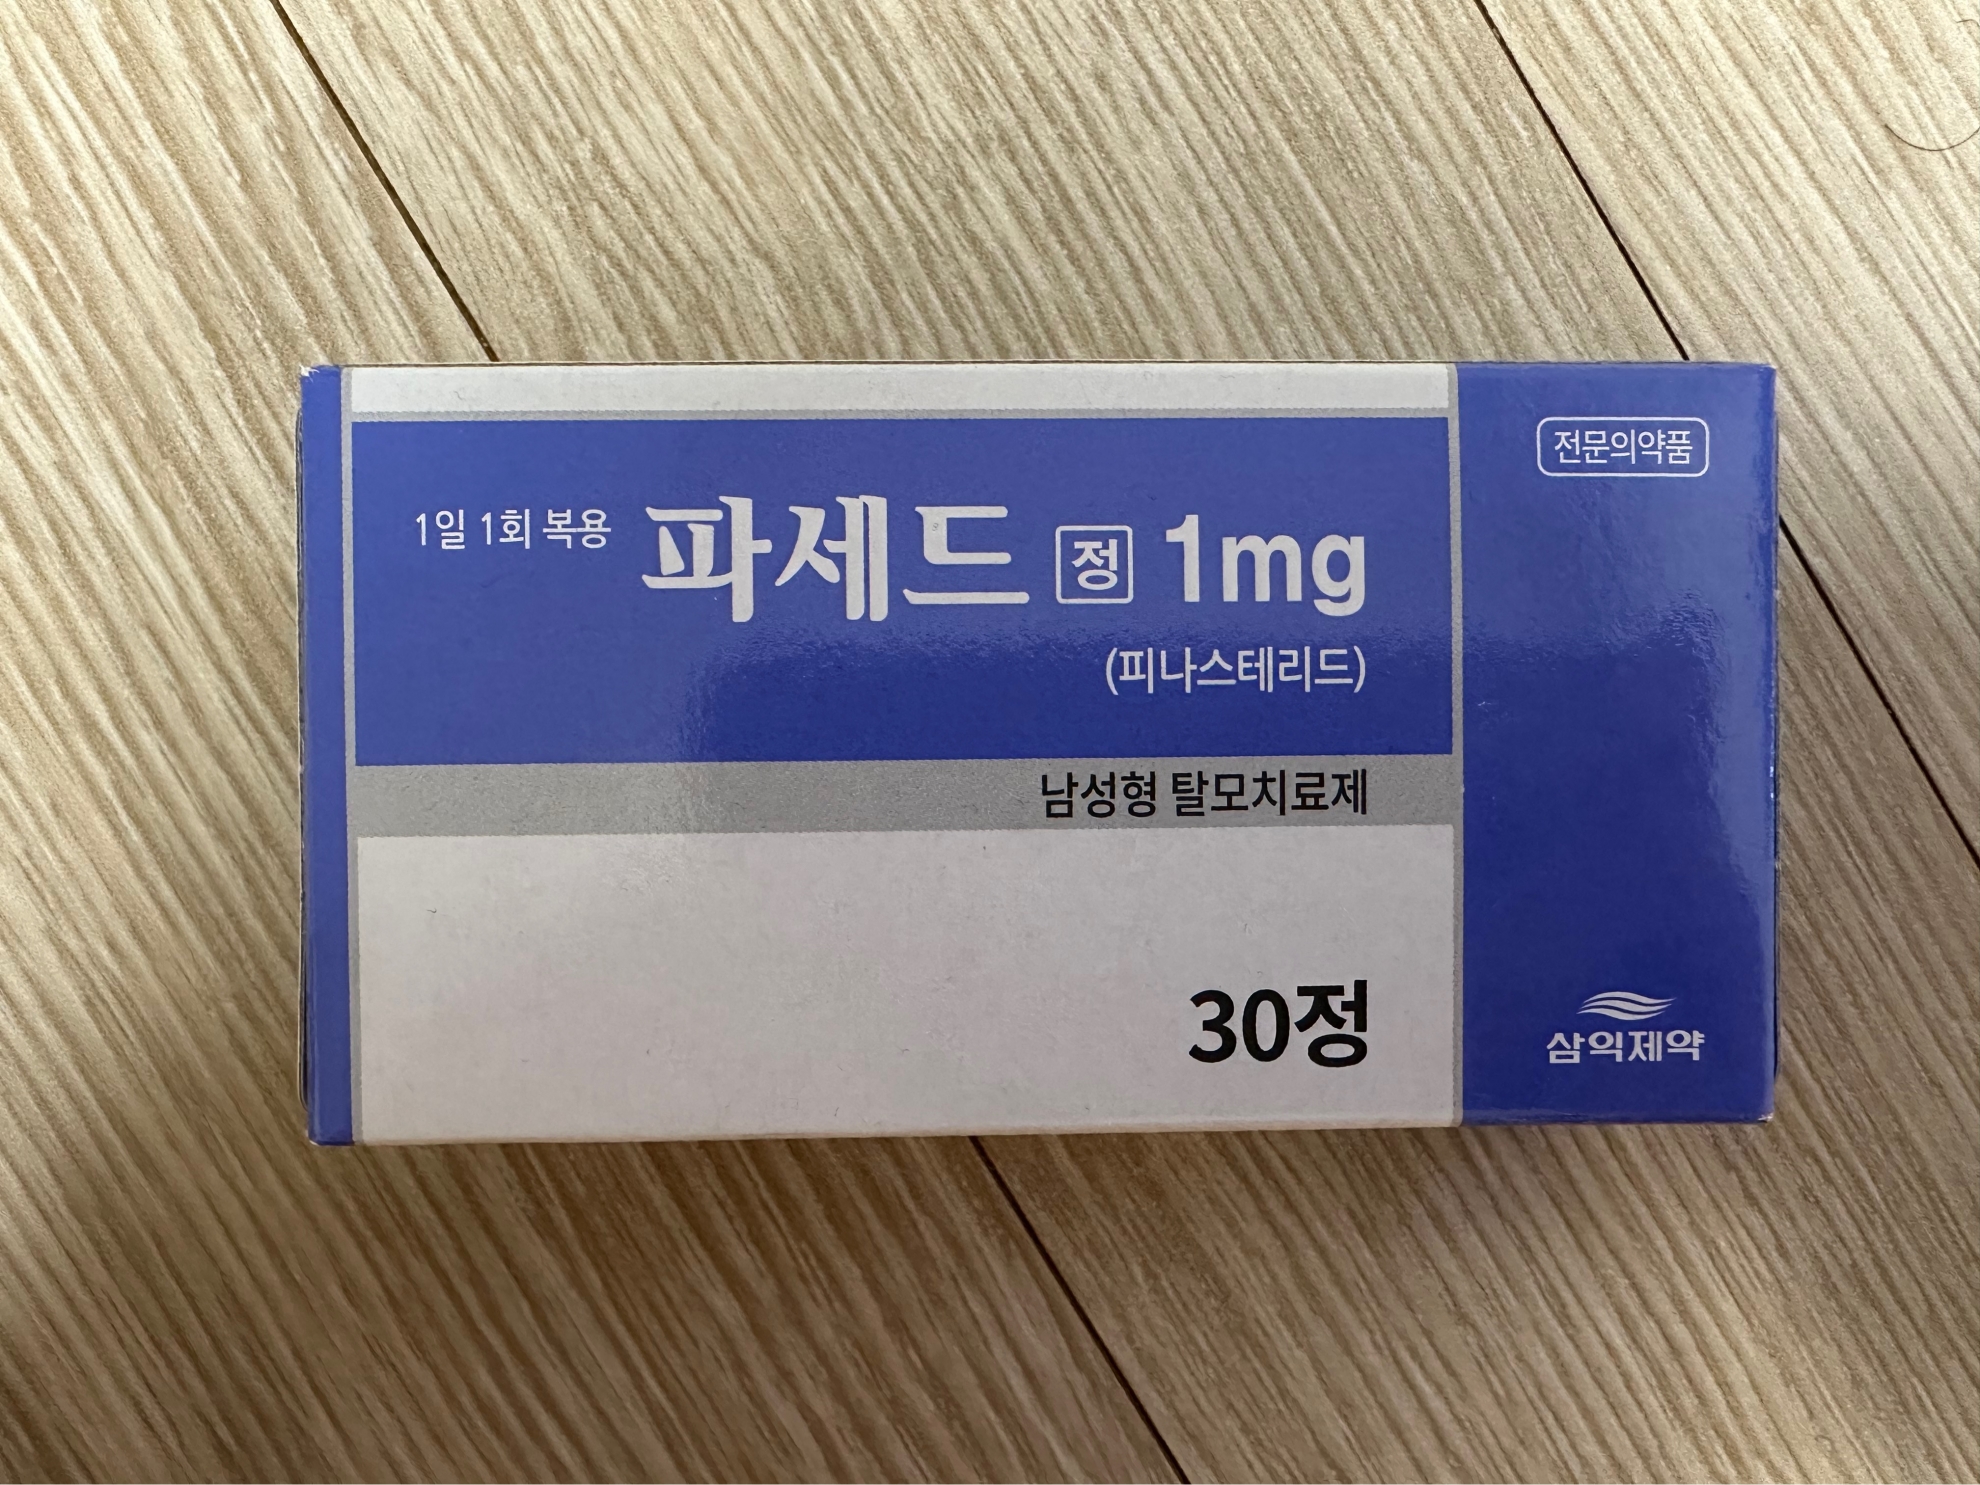 전문의약품
1일 1회 복용 파세드 정 1mg
(피나스테리드)
남성형 탈모치료제
30정
삼익제약